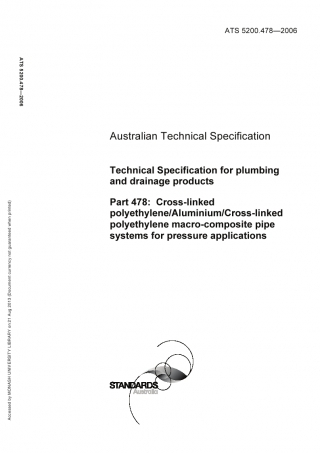 ATS 5200.478—2006
ATS 5200.478—2006
Australian Technical Specification
Technical Specification for plumbing
and drainage products
Part 478: Cross-linked
polyethylene/Aluminium/Cross-linked
polyethylene macro-composite pipe
systems for pressure applications
Accessed by MONASH UNIVERSITY LIBRARY on 21 Aug 2013 (Document currency not guaranteed when printed)
STANDARDS
Australia